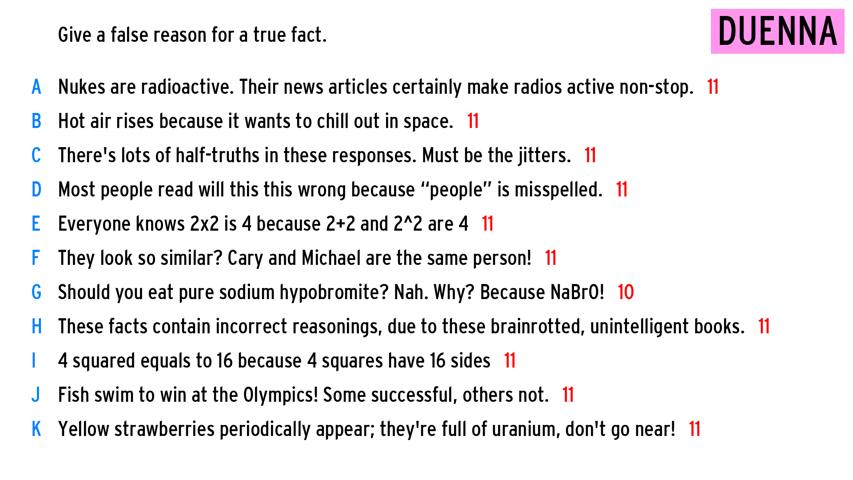 Give a false reason for a true fact.
DUENNA
A Nukes are radioactive. Their news articles certainly make radios active non-stop. 11
B Hot air rises because it wants to chill out in space. 11
C There's lots of half-truths in these responses. Must be the jitters. 11
D Most people read will this this wrong because “people” is misspelled. 11
E Everyone knows 2x2 is 4 because 2+2 and 2^2 are 4 11
F They look so similar? Cary and Michael are the same person! 11
G Should you eat pure sodium hypobromite? Nah. Why? Because NaBrO! 10
H These facts contain incorrect reasonings, due to these brainrotted, unintelligent books. 11
I 4 squared equals to 16 because 4 squares have 16 sides 11
J Fish swim to win at the Olympics! Some successful, others not. 11
K Yellow strawberries periodically appear; they're full of uranium, don't go near! 11